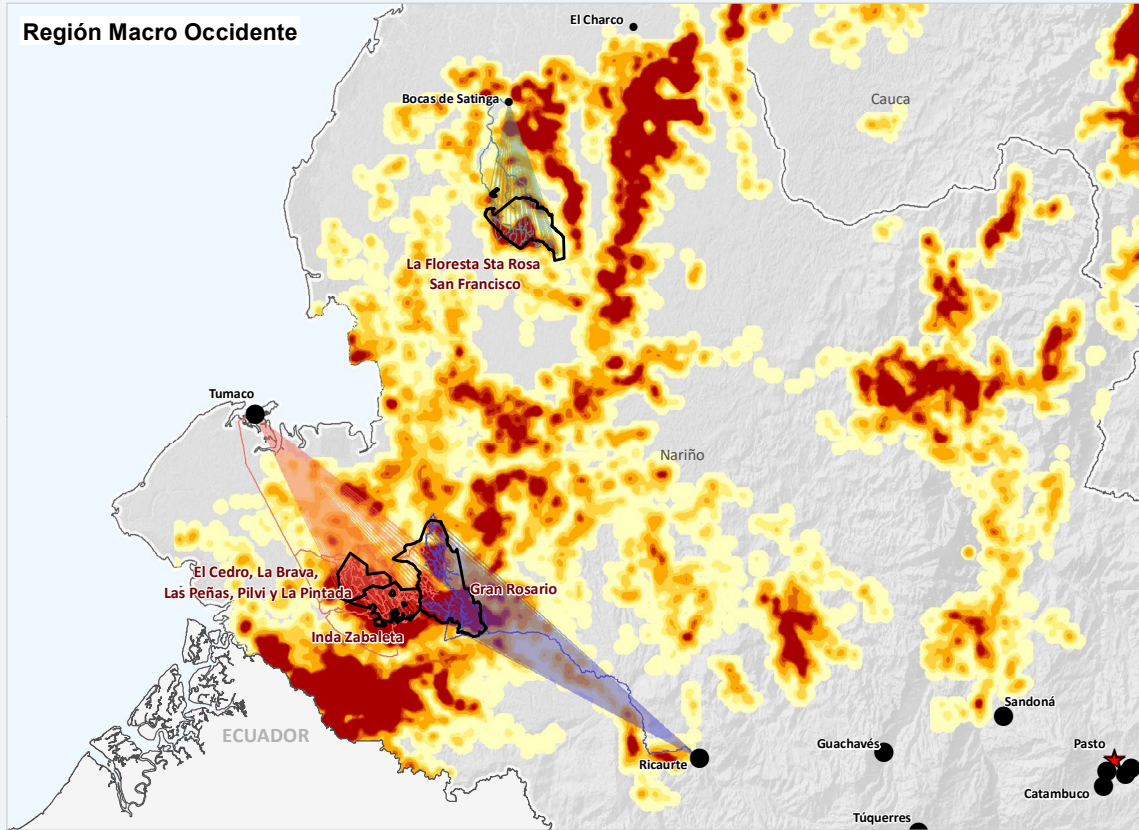 Región Macro Occidente
El Charco
Bocas de Satinga
Cauca
La Floresta Sta Rosa
San Francisco
Tumaco
Nariño
El Cedro, La Brava,
Las Peñas, Pilvi y La Pintada
Gran Rosario
Inda Zabaleta
ECUADOR
Ricaurte
Sandoná
Guachavés
Pasto
Catambuco
Túquerres